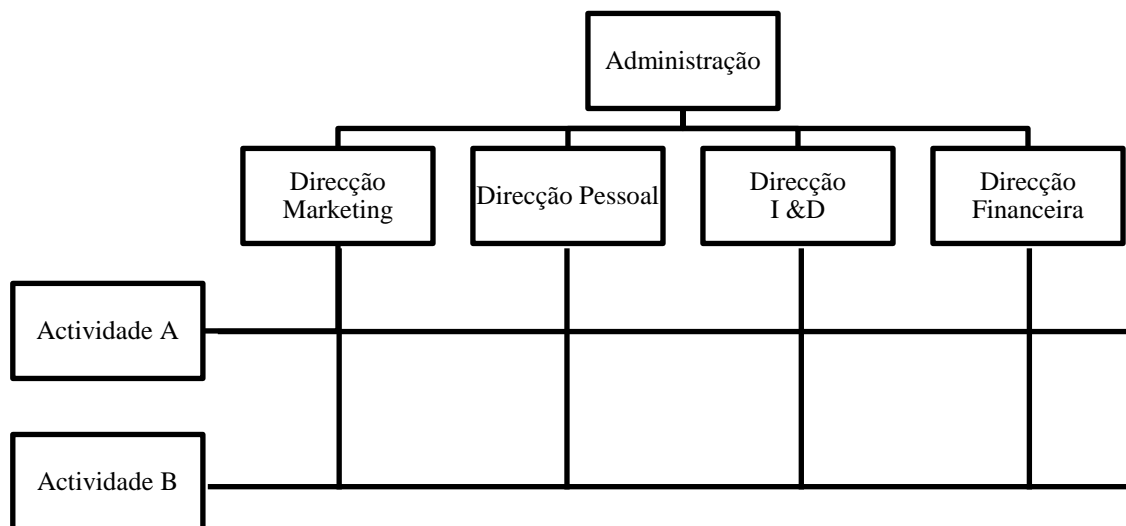 Administração
Direcção
Marketing
Direcção Pessoal
Direcção
I &D
Direcção
Financeira
Actividade A
Actividade B